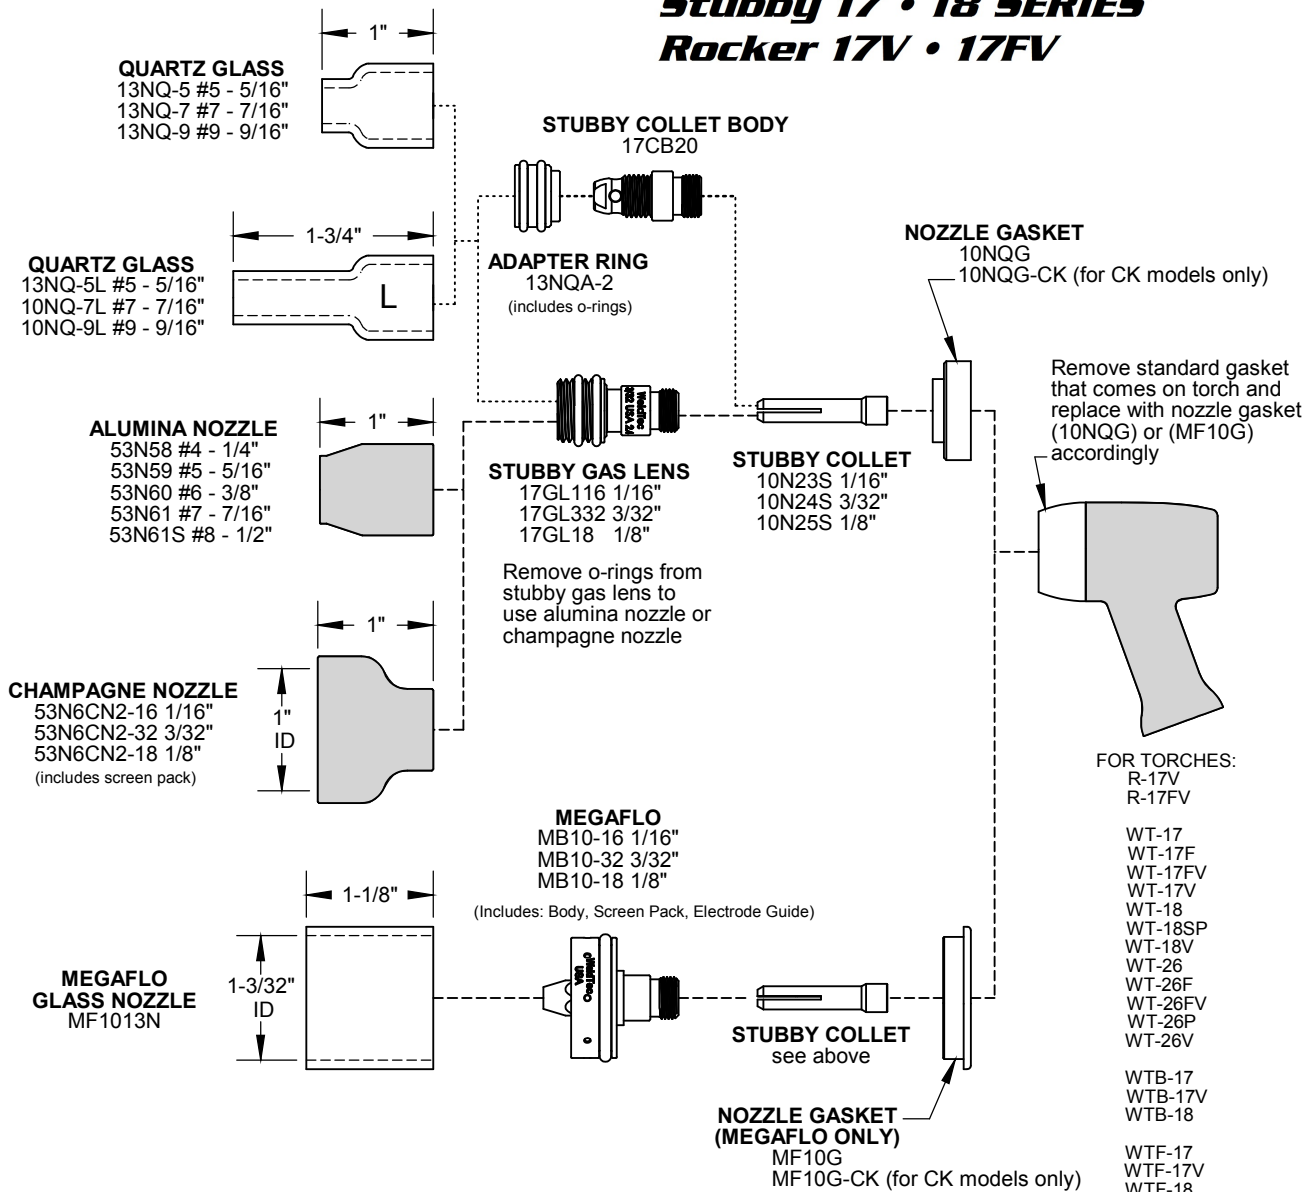 Stubby 17 • 18 SERIES
Rocker 17V • 17FV
1"
QUARTZ GLASS
13NQ-5 #5 - 5/16"
13NQ-7 #7 - 7/16"
13NQ-9 #9 - 9/16"
STUBBY COLLET BODY
17CB20
1-3/4"
QUARTZ GLASS
13NQ-5L #5 - 5/16"
10NQ-7L #7 - 7/16"
10NQ-9L #9 - 9/16"
L
ADAPTER RING
13NQA-2
(includes o-rings)
NOZZLE GASKET
10NQG
10NQG-CK (for CK models only)
Remove standard gasket
that comes on torch and
replace with nozzle gasket
(10NQG) or (MF10G)
accordingly
1"
ALUMINA NOZZLE
53N58 #4 - 1/4"
53N59 #5 - 5/16"
53N60 #6 - 3/8"
53N61 #7 - 7/16"
53N61S #8 - 1/2"
STUBBY GAS LENS
17GL116 1/16"
17GL332 3/32"
17GL18 1/8"
Remove o-rings from
stubby gas lens to
use alumina nozzle or
champagne nozzle
STUBBY COLLET
10N23S 1/16"
10N24S 3/32"
10N25S 1/8"
1"
CHAMPAGNE NOZZLE
53N6CN2-16 1/16"
53N6CN2-32 3/32"
53N6CN2-18 1/8"
(includes screen pack)
1"
ID
MEGAFLO
MB10-16 1/16"
MB10-32 3/32"
MB10-18 1/8"
(Includes: Body, Screen Pack, Electrode Guide)
1-1/8"
MEGAFLO
GLASS NOZZLE
MF1013N
1-3/32"
ID
STUBBY COLLET
see above
NOZZLE GASKET
(MEGAFLO ONLY)
MF10G
MF10G-CK (for CK models only)
FOR TORCHES:
R-17V
R-17FV
WT-17
WT-17F
WT-17FV
WT-17V
WT-18
WT-18SP
WT-18V
WT-26
WT-26F
WT-26FV
WT-26P
WT-26V
WTB-17
WTB-17V
WTB-18
WTF-17
WTF-17V
WTF-18